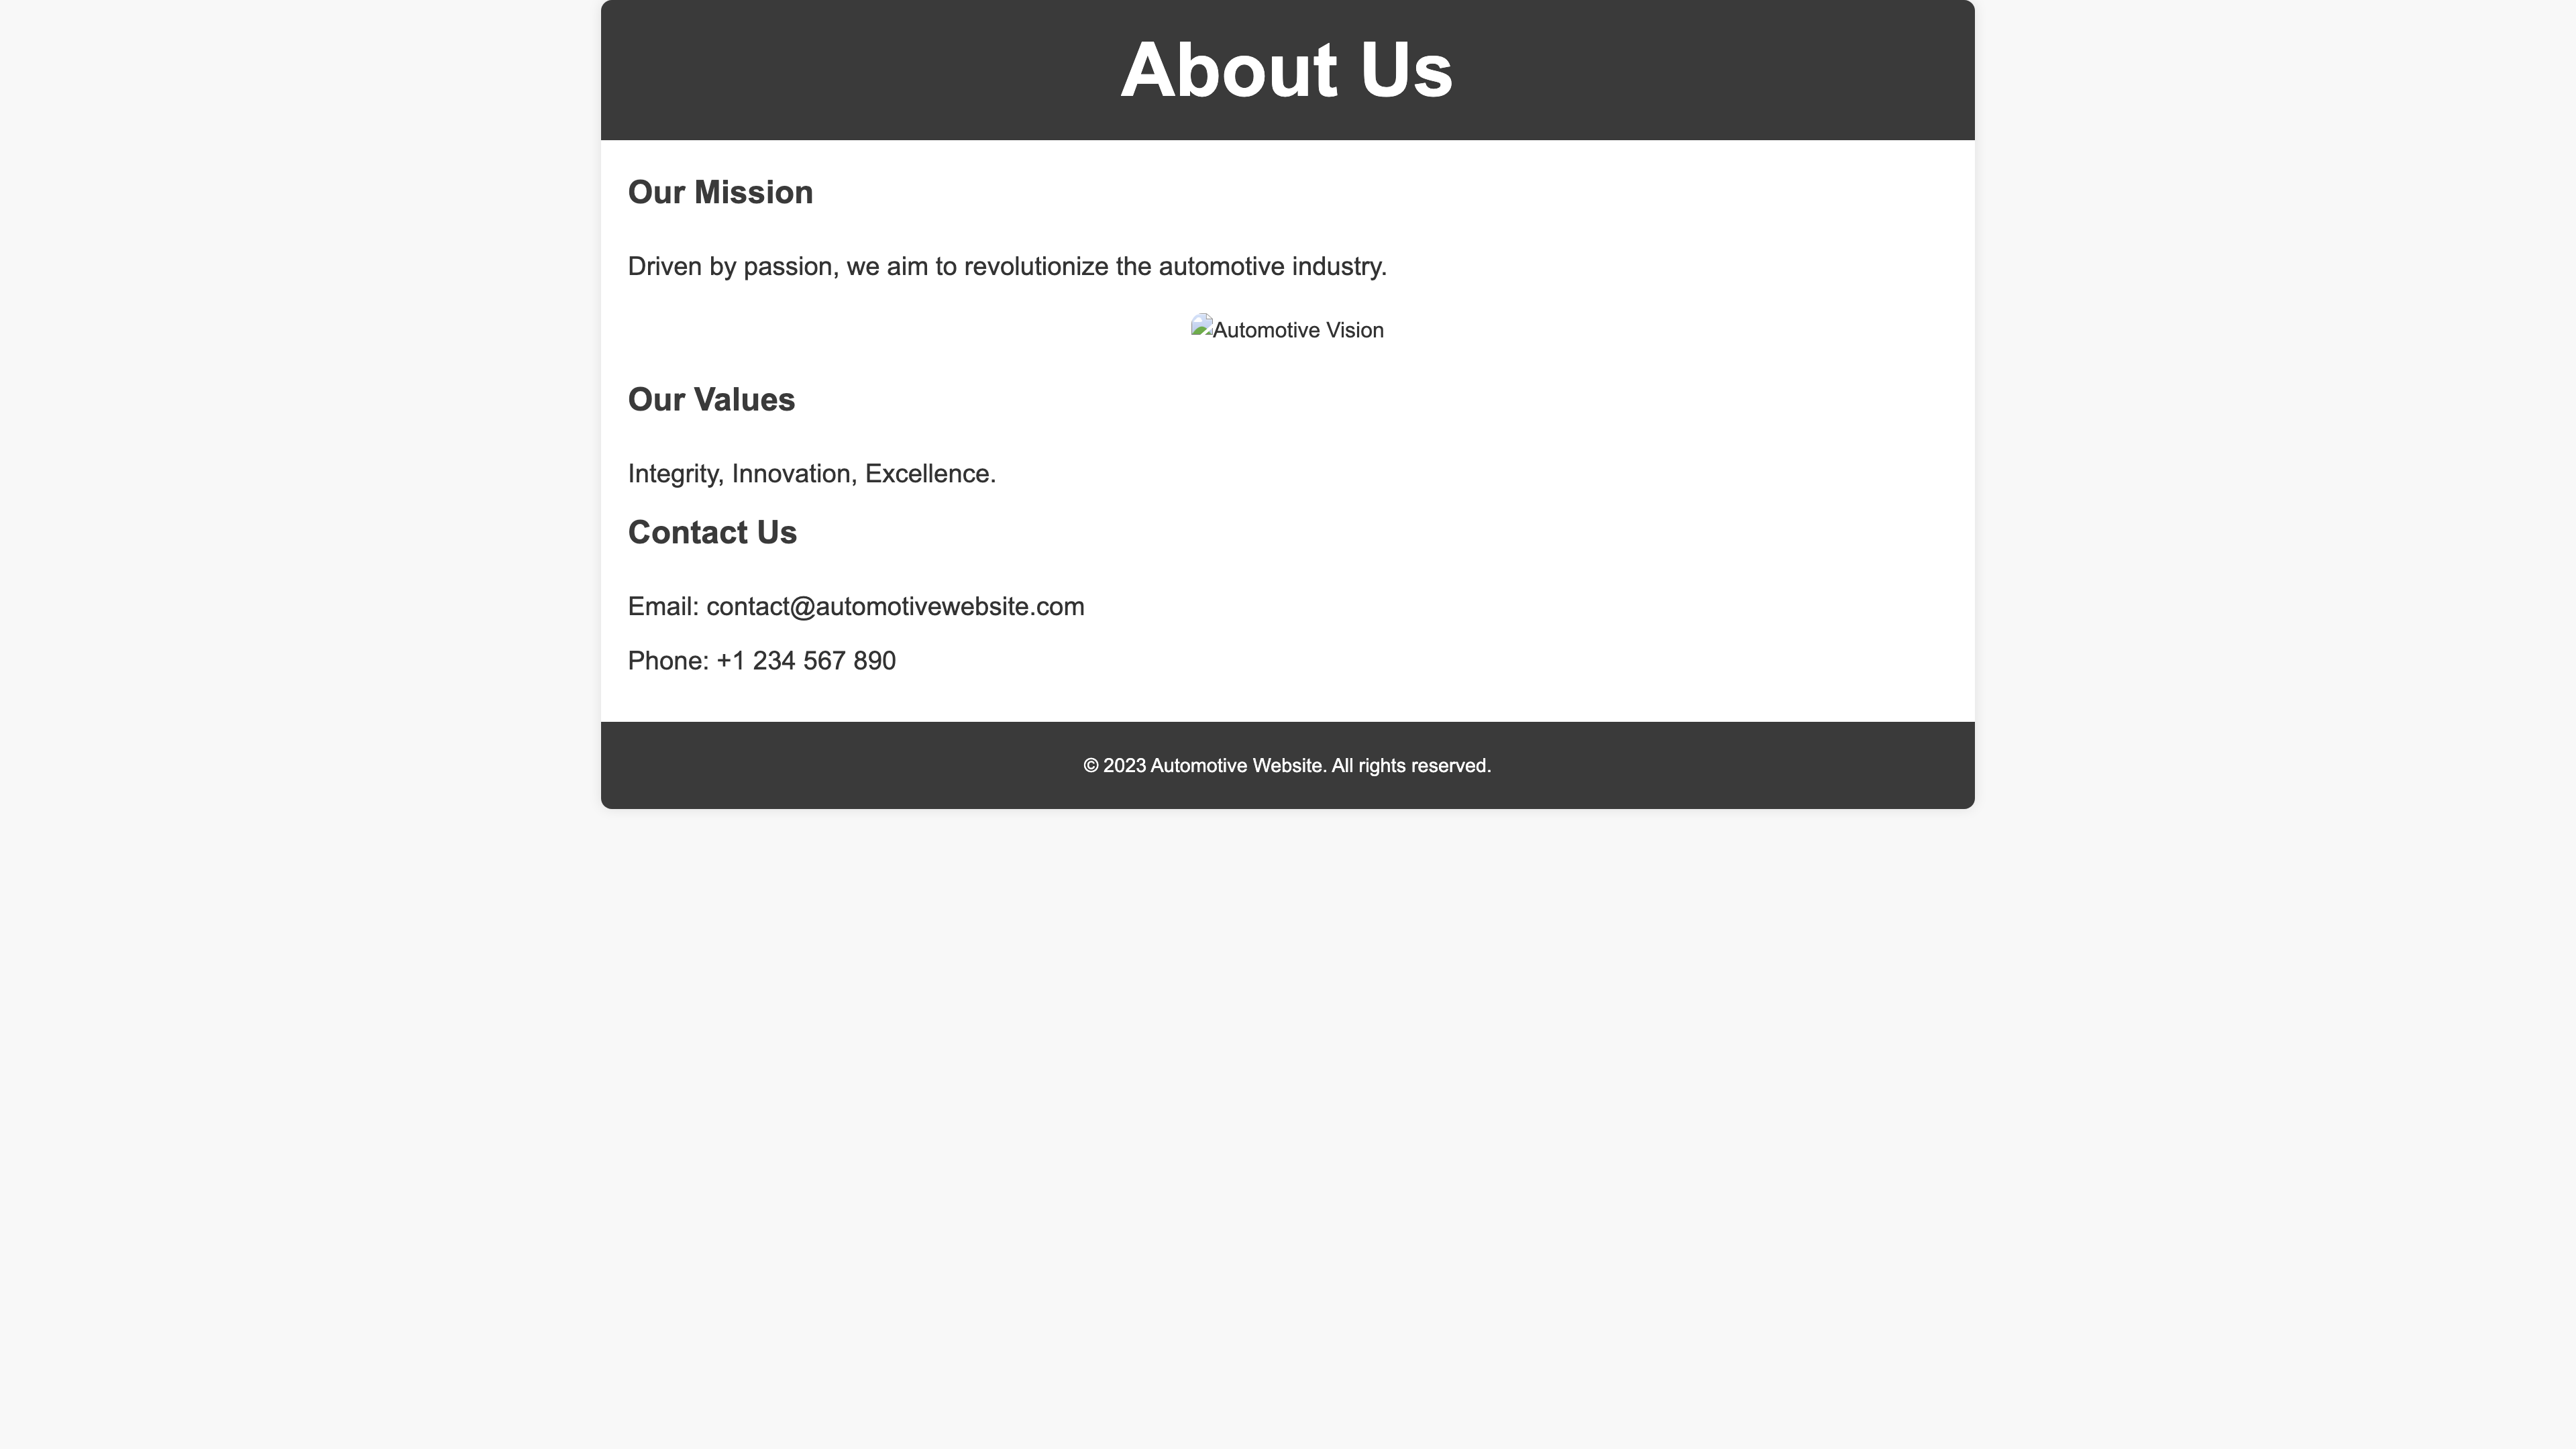 About Us
Our Mission
Driven by passion, we aim to revolutionize the automotive industry.
Automotive Vision
Our Values
Integrity, Innovation, Excellence.
Contact Us
Email: contact@automotivewebsite.com
Phone: +1 234 567 890
© 2023 Automotive Website. All rights reserved.